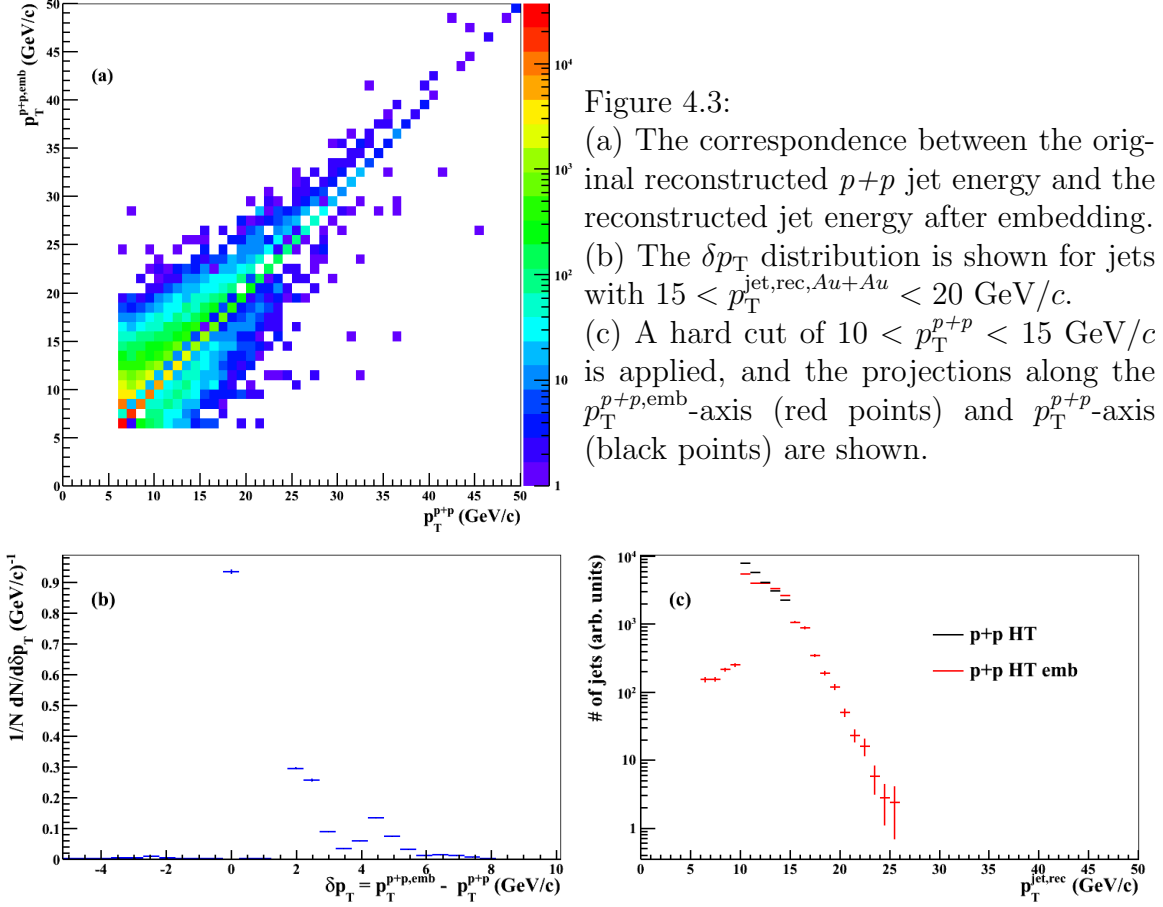 p_T^{p+p,emb} (GeV/c)
50
45
40
35
30
25
20
15
10
5
0
(a)
0 5 10 15 20 25 30 35 40 45 50
p_T^{p+p} (GeV/c)
10^4
10^3
10^2
10
1
Figure 4.3:
(a) The correspondence between the orig-
inal reconstructed p+p jet energy and the
reconstructed jet energy after embedding.
(b) The δp_T distribution is shown for jets
with 15 < p_T^{jet,rec,Au+Au} < 20 GeV/c.
(c) A hard cut of 10 < p_T^{p+p} < 15 GeV/c
is applied, and the projections along the
p_T^{p+p,emb}-axis (red points) and p_T^{p+p}-axis
(black points) are shown.
1/N dN/dδp_T (GeV/c)^{-1}
0.9
0.8
0.7
0.6
0.5
0.4
0.3
0.2
0.1
0
(b)
-4 -2 0 2 4 6 8 10
δp_T = p_T^{p+p,emb} - p_T^{p+p} (GeV/c)
# of jets (arb. units)
10^4
10^3
10^2
10
1
(c)
p+p HT
p+p HT emb
0 5 10 15 20 25 30 35 40 45 50
p_T^{jet,rec} (GeV/c)